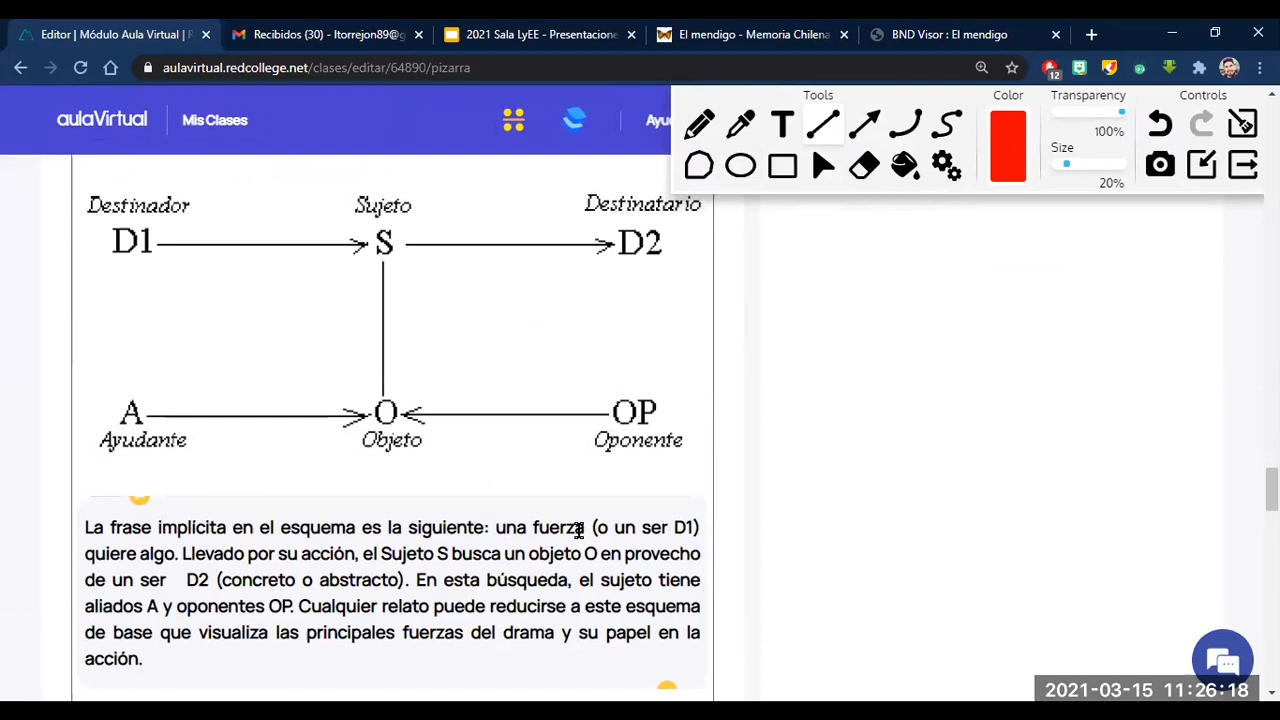 Editor | Módulo Aula Virtual | R
Recibidos (30) - ltorrejon89@g
2021 Sala LyEE - Presentacione
El mendigo - Memoria Chilena
BND Visor : El mendigo
aulavirtual.redcollege.net/clases/editar/64890/pizarra
12
aulaVirtual
Mis Clases
Ayu
Tools
Color
Transparency
Controls
T
100%
Size
20%
Destinador
Sujeto
Destinatario
D1
S
D2
A
O
OP
Ayudante
Objeto
Oponente
La frase implícita en el esquema es la siguiente: una fuerza (o un ser D1)
quiere algo. Llevado por su acción, el Sujeto S busca un objeto O en provecho
de un ser D2 (concreto o abstracto). En esta búsqueda, el sujeto tiene
aliados A y oponentes OP. Cualquier relato puede reducirse a este esquema
de base que visualiza las principales fuerzas del drama y su papel en la
acción.
2021-03-15 11:26:18